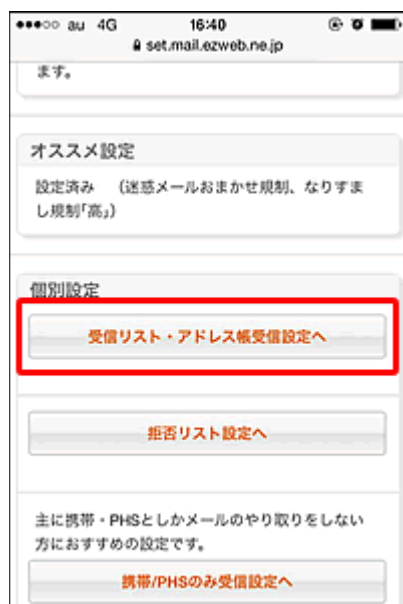 au 4G 16:40
set.mail.ezweb.ne.jp
ます。
オススメ設定
設定済み （迷惑メールおまかせ規制、なりすま
し規制「高」）
個別設定
受信リスト・アドレス帳受信設定へ
拒否リスト設定へ
主に携帯・PHSとしかメールのやり取りをしない
方におすすめの設定です。
携帯/PHSのみ受信設定へ